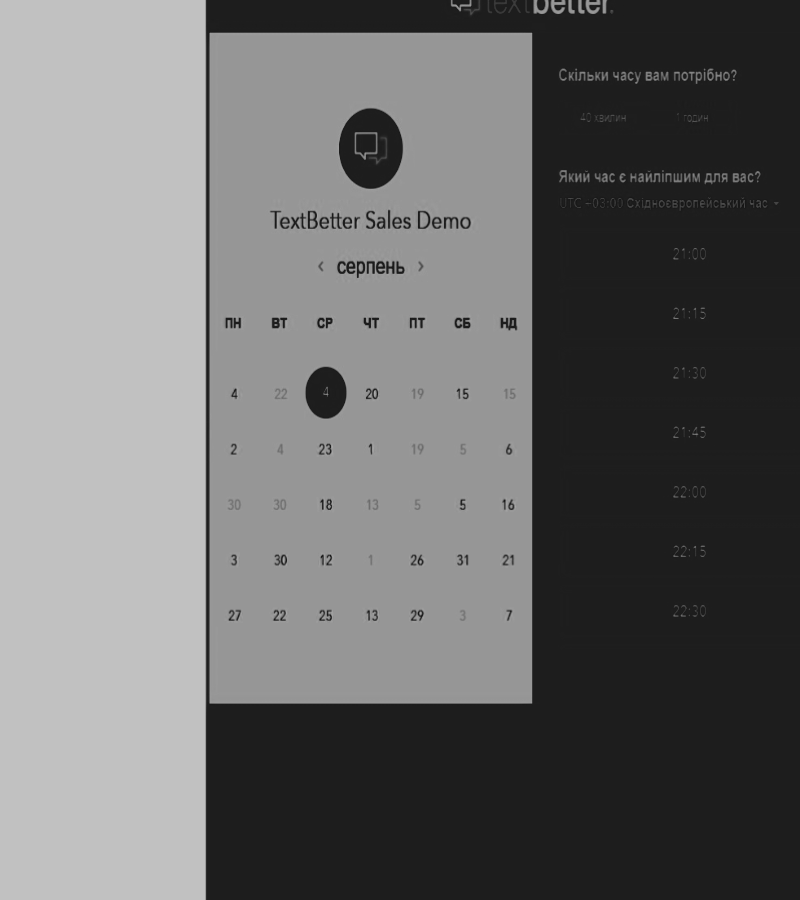 textbetter.
TextBetter Sales Demo
‹ серпень ›
ПН ВТ СР ЧТ ПТ СБ НД
4 22 4 20 19 15 15
2 4 23 1 19 5 6
30 30 18 13 5 5 16
3 30 12 1 26 31 21
27 22 25 13 29 3 7
Скільки часу вам потрібно?
40 хвилин 1 годин
Який час є найліпшим для вас?
UTC +03:00 Східноєвропейський час
21:00
21:15
21:30
21:45
22:00
22:15
22:30